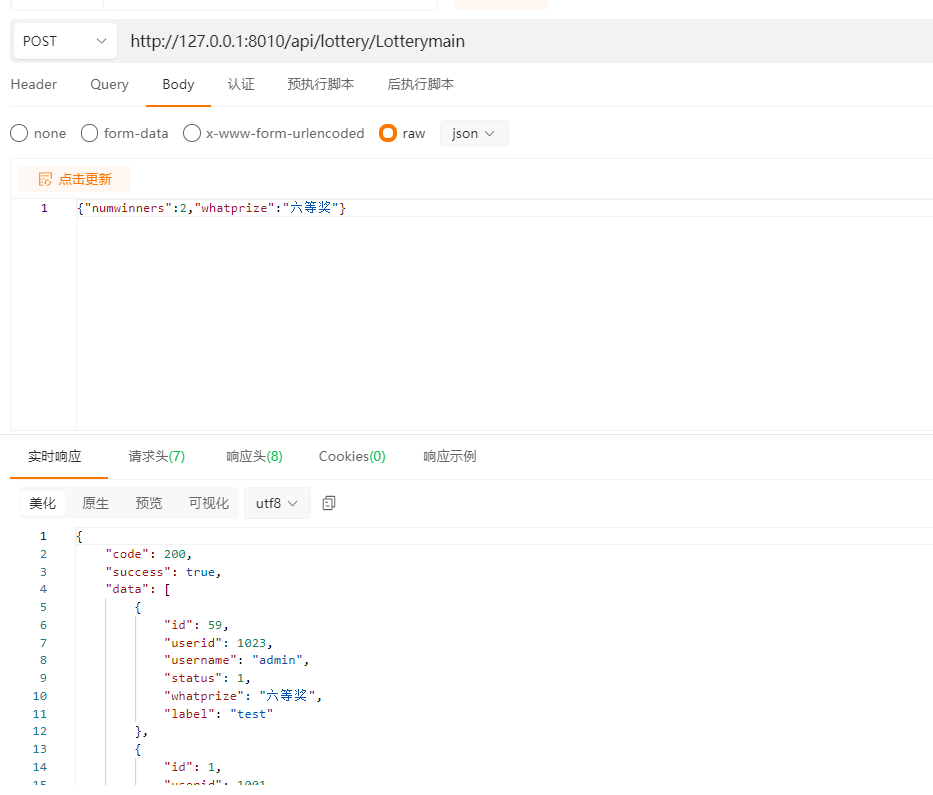 POST http://127.0.0.1:8010/api/lottery/Lotterymain
Header Query Body 认证 预执行脚本 后执行脚本
none form-data x-www-form-urlencoded raw json
点击更新
1 {"numwinners":2,"whatprize":"六等奖"}
实时响应 请求头(7) 响应头(8) Cookies(0) 响应示例
美化 原生 预览 可视化 utf8
1 {
2 "code": 200,
3 "success": true,
4 "data": [
5 {
6 "id": 59,
7 "userid": 1023,
8 "username": "admin",
9 "status": 1,
10 "whatprize": "六等奖",
11 "label": "test"
12 },
13 {
14 "id": 1,
15 "userid": 1001